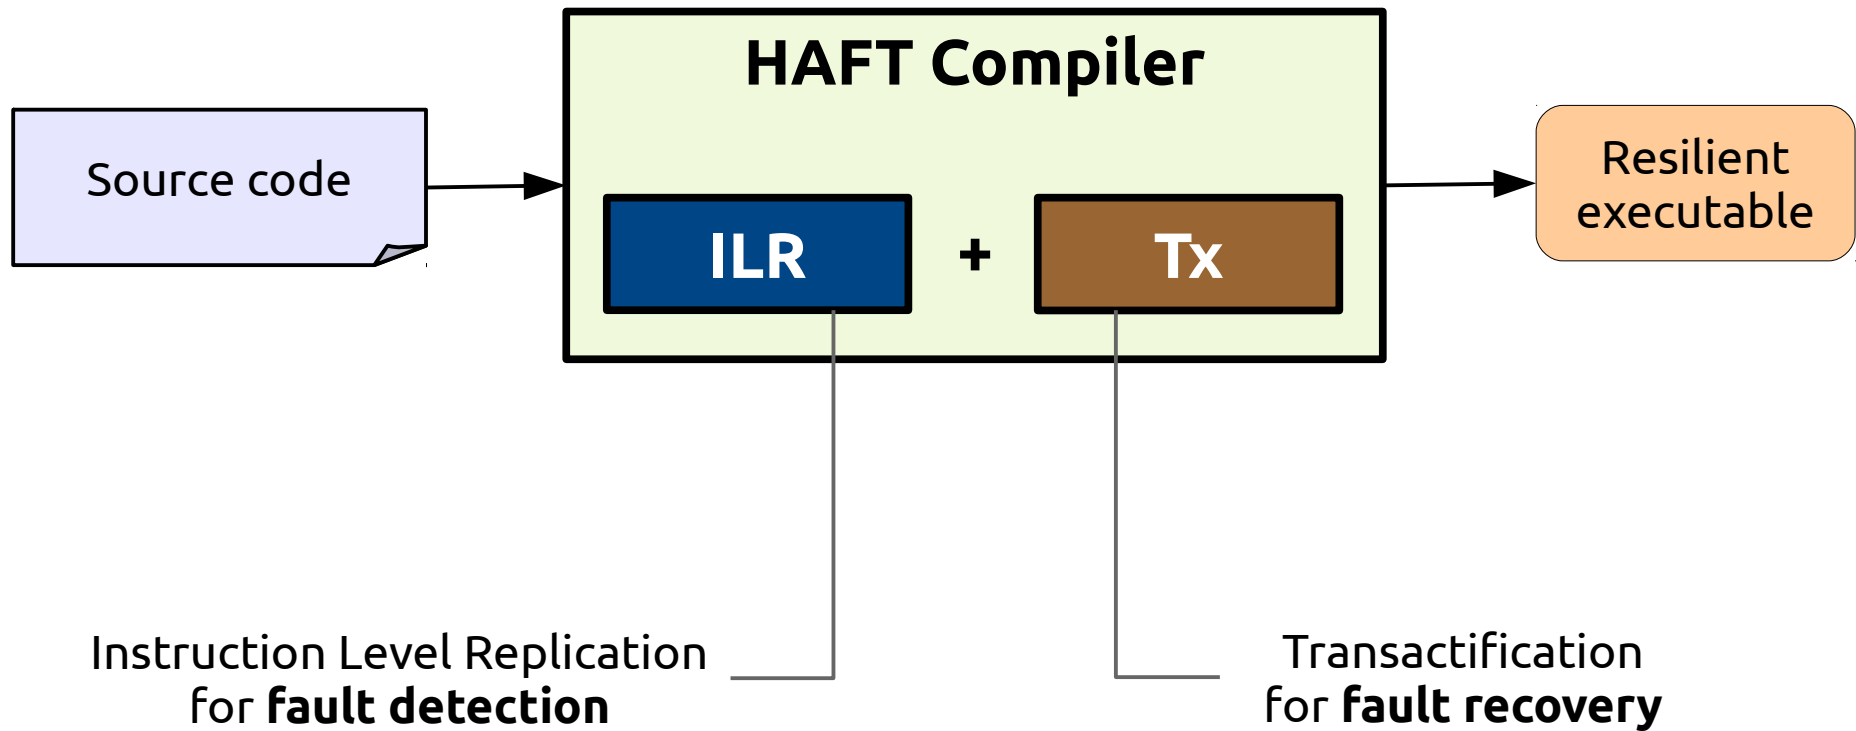 HAFT Compiler
Source code
ILR
+
Tx
Resilient
executable
Instruction Level Replication
for fault detection
Transactification
for fault recovery